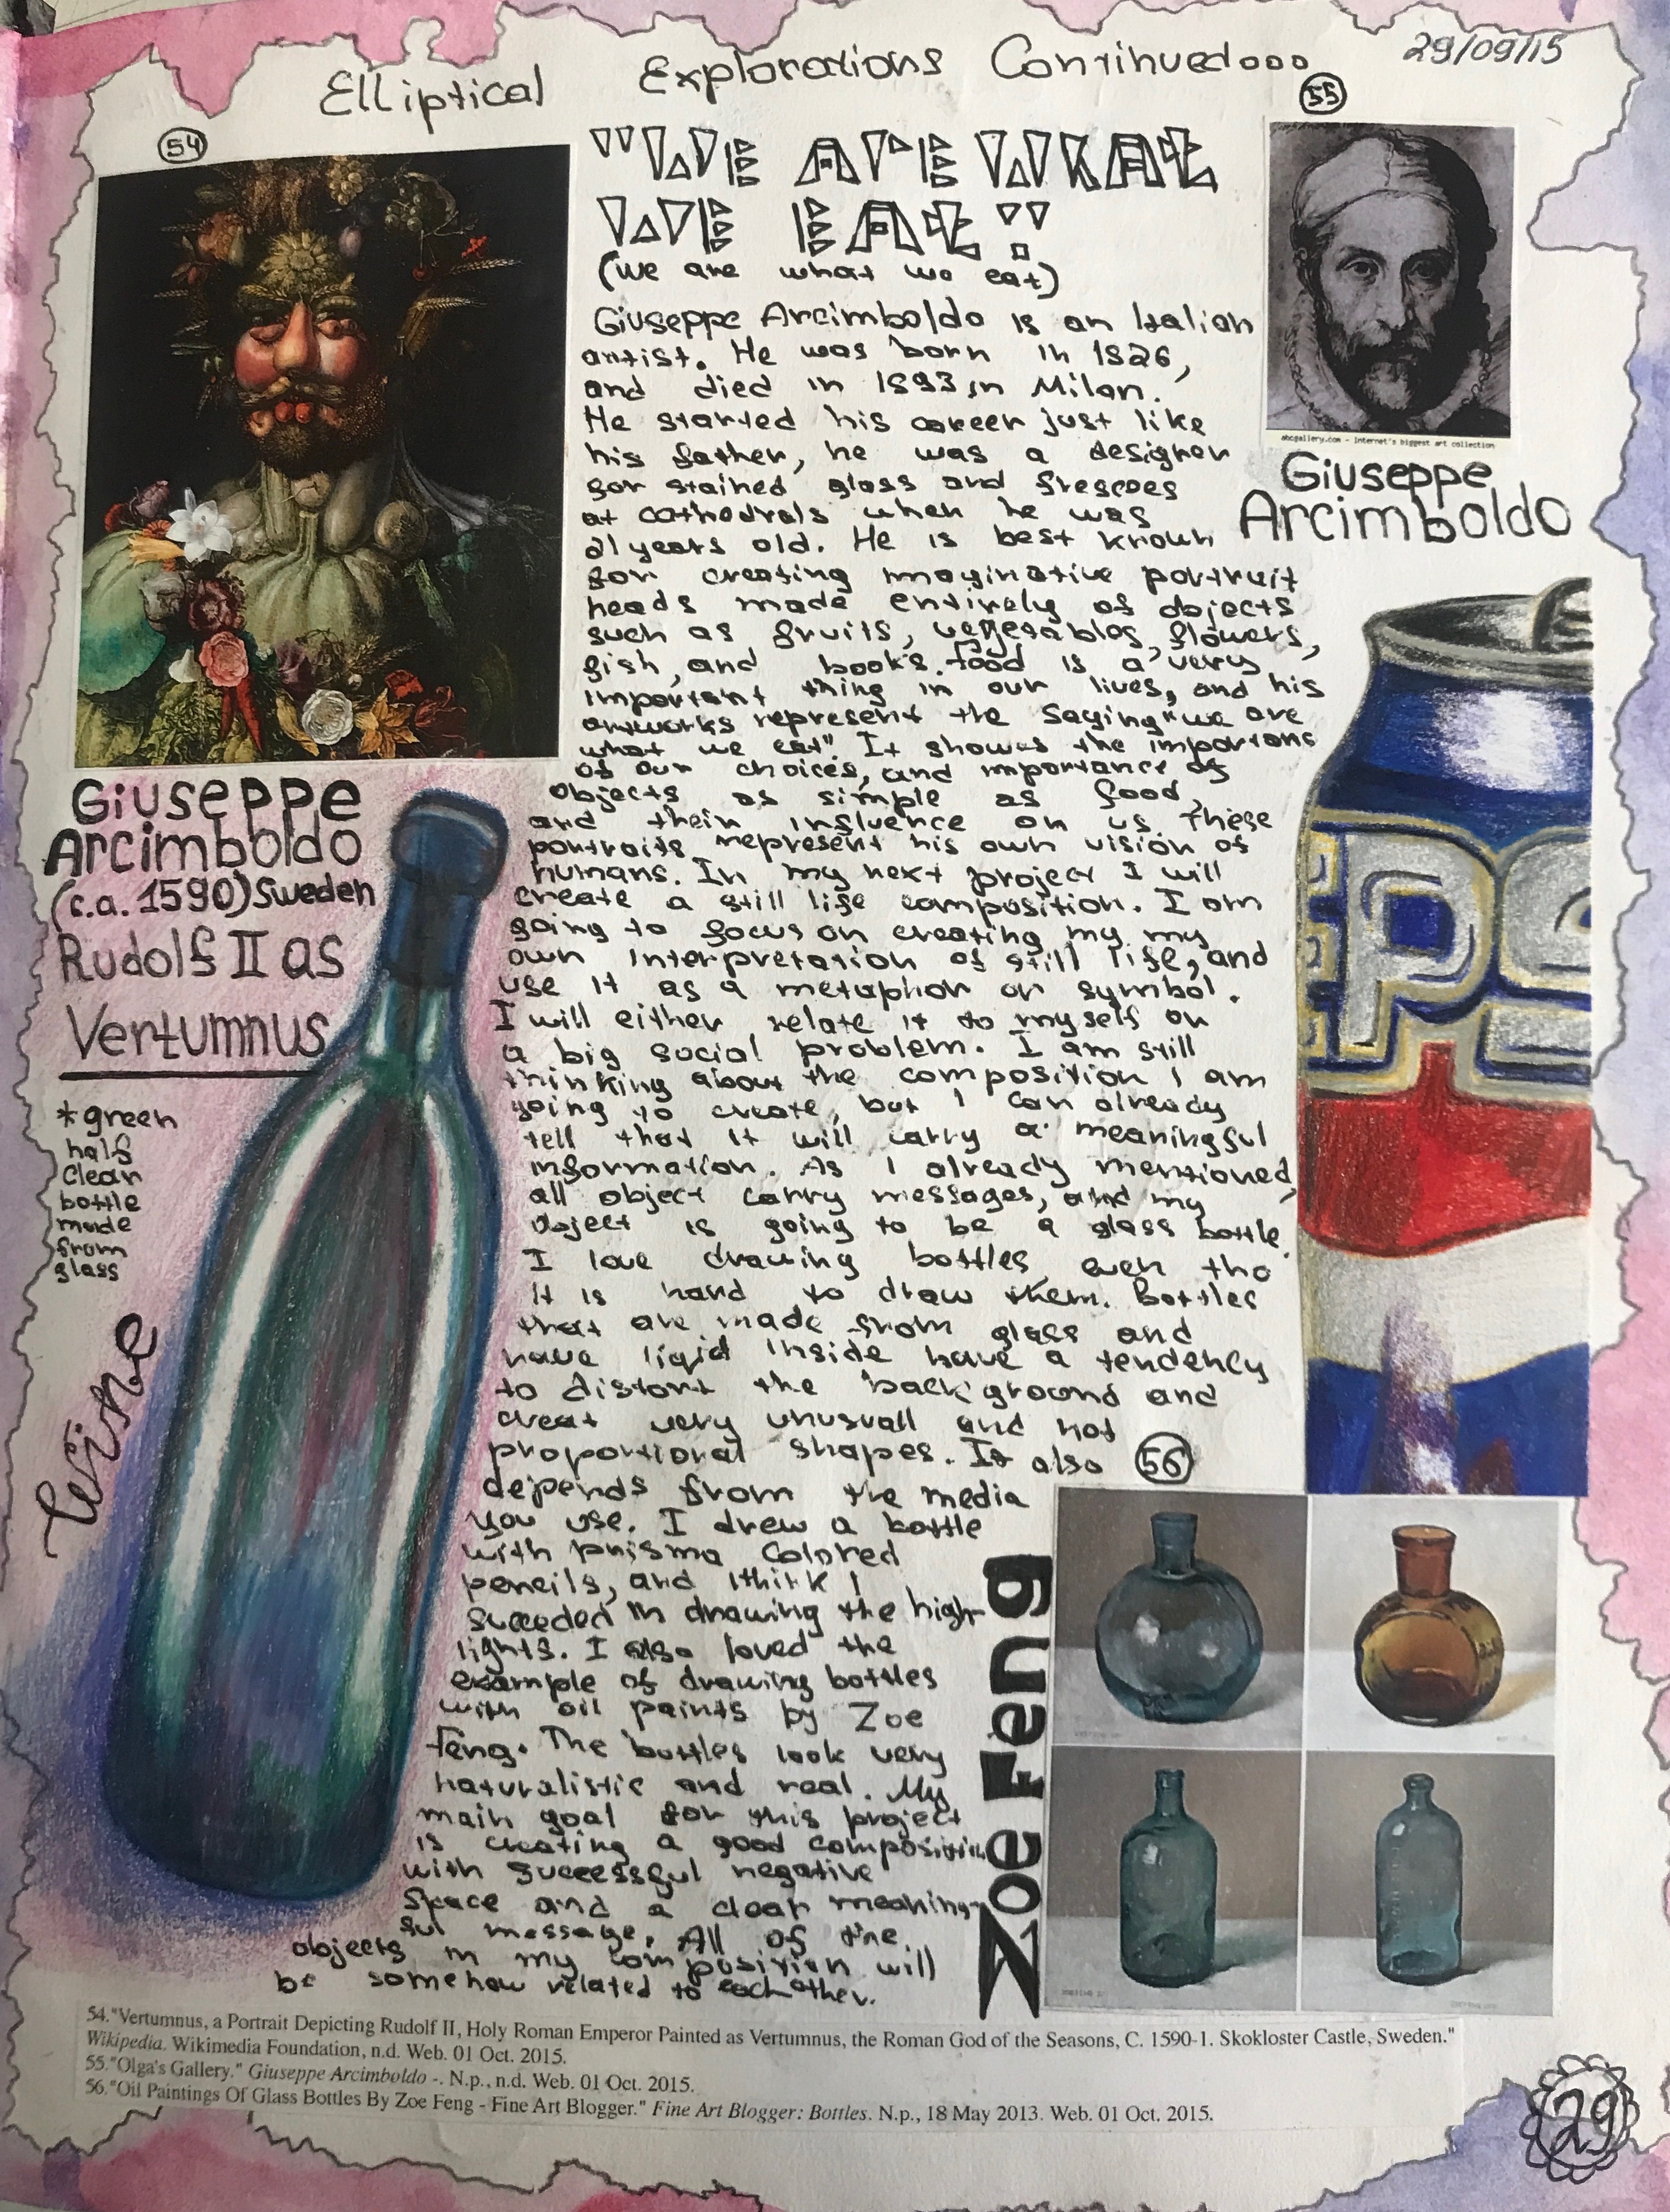 Elliptical Explorations Continued...
29/09/15
54
55
"WE ARE WHAT
WE EAT"
(we are what we eat)
Giuseppe Arcimboldo is an Italian
artist. He was born in 1526,
and died in 1593 in Milan.
He started his career just like
his father, he was a designer
for stained glass and frescoes
at cathedrals when he was
21 years old. He is best known
for creating imaginative portrait
heads made entirely of objects
such as fruits, vegetables, flowers,
fish, and books. Food is a very
important thing in our lives, and his
artworks represent the saying "we are
what we eat". It shows the importans
of our choices, and importance of
objects as simple as food,
and their influence on us. These
portraits represent his own vision of
humans. In my next project I will
create a still life composition. I am
going to focus on creating my my
own interpretation of still life, and
use it as a metaphor or symbol.
I will either relate it to myself or
a big social problem. I am still
thinking about the composition I am
going to create, but I can already
tell that it will carry a meaningful
information. As I already mentioned,
all object carry messages, and my
object is going to be a glass bottle.
I love drawing bottles even tho
it is hard to draw them. Bottles
that are made from glass and
have liqid inside have a tendency
to distort the background and
creat very unusuall and not
proportional shapes. It also
depends from the media
you use. I drew a bottle
with prisma colored
pencils, and I think I
succeded in drawing the high-
lights. I also loved the
example of drawing bottles
with oil paints by Zoe
Feng. The bottles look very
naturalistic and real. My
main goal for this project
is creating a good composition
with successful negative
space and a clear meaning-
ful message. All of the
objects in my composition will
be somehow related to each other.
abcgallery.com - Internet's biggest art collection
Giuseppe
Arcimboldo
Giuseppe
Arcimboldo
(c.a. 1590) Sweden
Rudolf II as
Vertumnus
*green
half
clear
bottle
made
from
glass
Wine
EPS
56
Zoe Feng
54."Vertumnus, a Portrait Depicting Rudolf II, Holy Roman Emperor Painted as Vertumnus, the Roman God of the Seasons, C. 1590-1. Skokloster Castle, Sweden."
Wikipedia. Wikimedia Foundation, n.d. Web. 01 Oct. 2015.
55."Olga's Gallery." Giuseppe Arcimboldo -. N.p., n.d. Web. 01 Oct. 2015.
56."Oil Paintings Of Glass Bottles By Zoe Feng - Fine Art Blogger." Fine Art Blogger: Bottles. N.p., 18 May 2013. Web. 01 Oct. 2015.
29